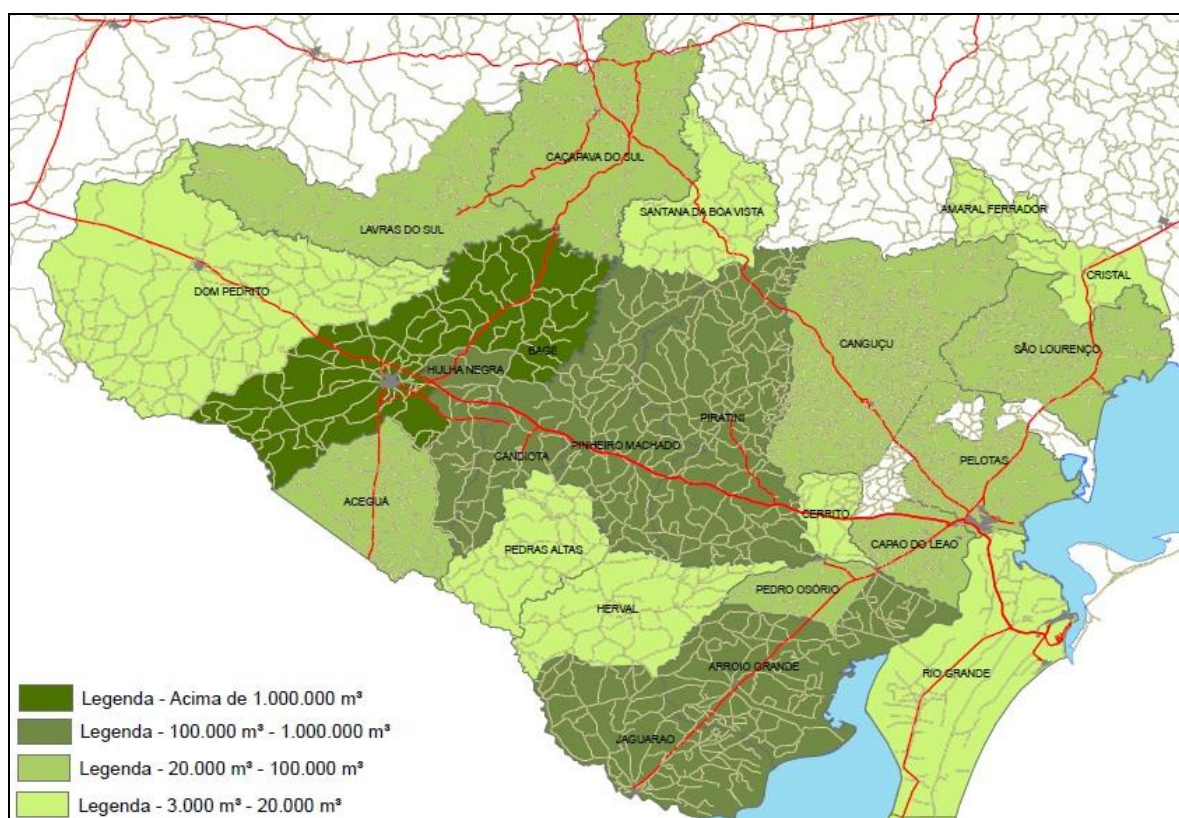 CAÇAPAVA DO SUL
SANTANA DA BOA VISTA
AMARAL FERRADOR
LAVRAS DO SUL
CRISTAL
DOM PEDRITO
SÃO LOURENÇO
CANGUÇU
BAGÉ
HULHA NEGRA
PIRATINI
PINHEIRO MACHADO
CANDIOTA
PELOTAS
ACEGUÁ
CERRITO
CAPAO DO LEAO
PEDRAS ALTAS
PEDRO OSÓRIO
HERVAL
ARROIO GRANDE
RIO GRANDE
JAGUARAO
Legenda - Acima de 1.000.000 m³
Legenda - 100.000 m³ - 1.000.000 m³
Legenda - 20.000 m³ - 100.000 m³
Legenda - 3.000 m³ - 20.000 m³